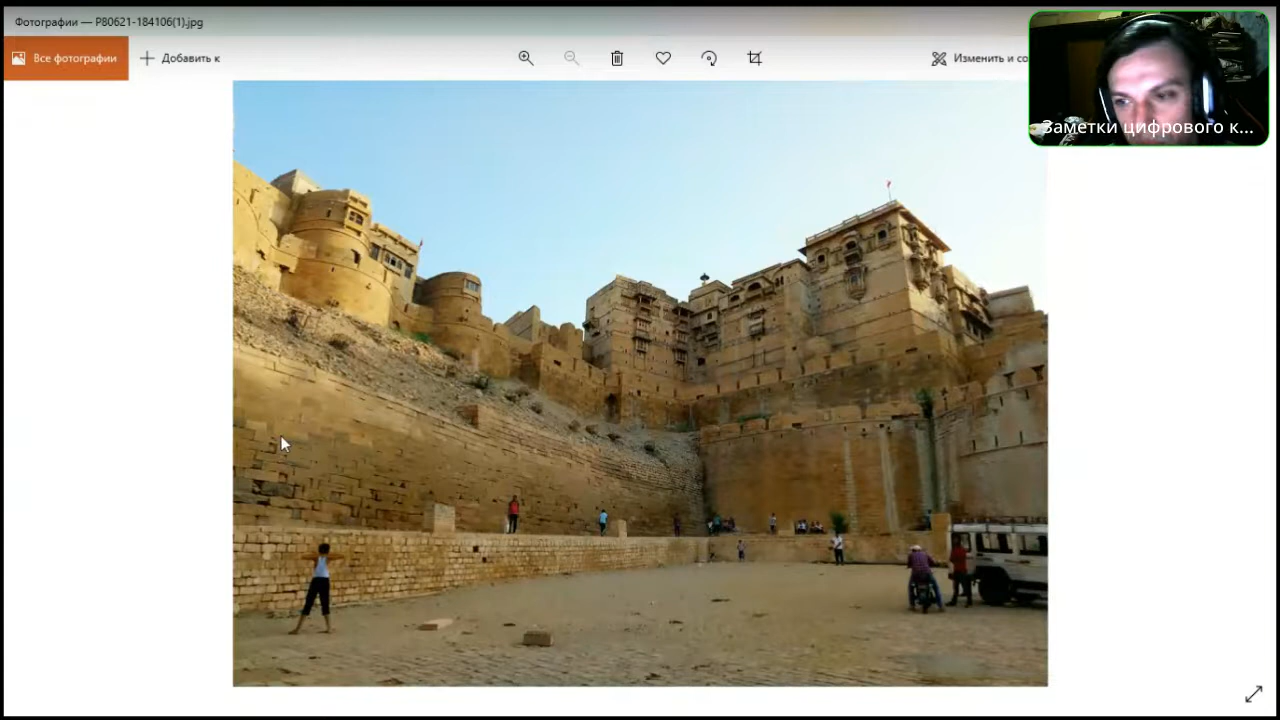 Фотографии — P80621-184106(1).jpg
Все фотографии
Добавить к
Изменить и со
Заметки цифрового к...